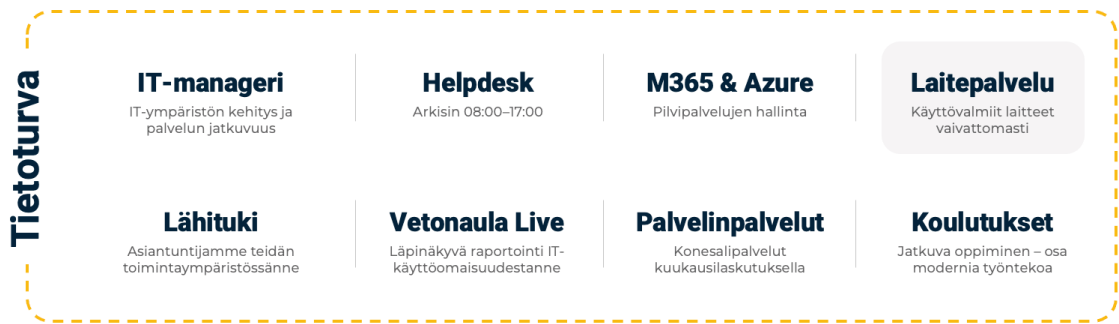 Tietoturva
IT-manageri
IT-ympäristön kehitys ja
palvelun jatkuvuus
Helpdesk
Arkisin 08:00–17:00
M365 & Azure
Pilvipalvelujen hallinta
Laitepalvelu
Käyttövalmiit laitteet
vaivattomasti
Lähituki
Asiantuntijamme teidän
toimintaympäristössänne
Vetonaula Live
Läpinäkyvä raportointi IT-
käyttöomaisuudestanne
Palvelinpalvelut
Konesalipalvelut
kuukausilaskutuksella
Koulutukset
Jatkuva oppiminen – osa
modernia työntekoa